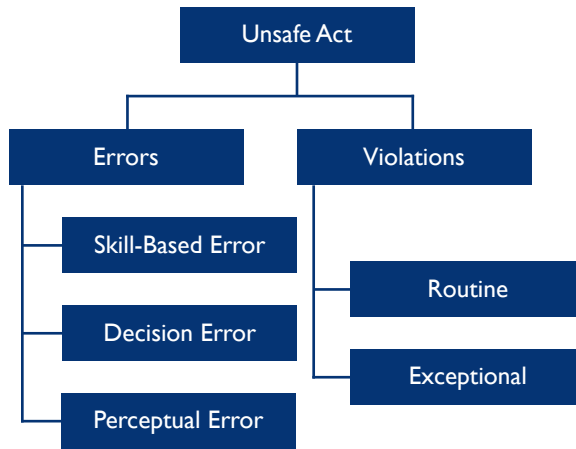 Unsafe Act
Errors
Violations
Skill-Based Error
Decision Error
Perceptual Error
Routine
Exceptional